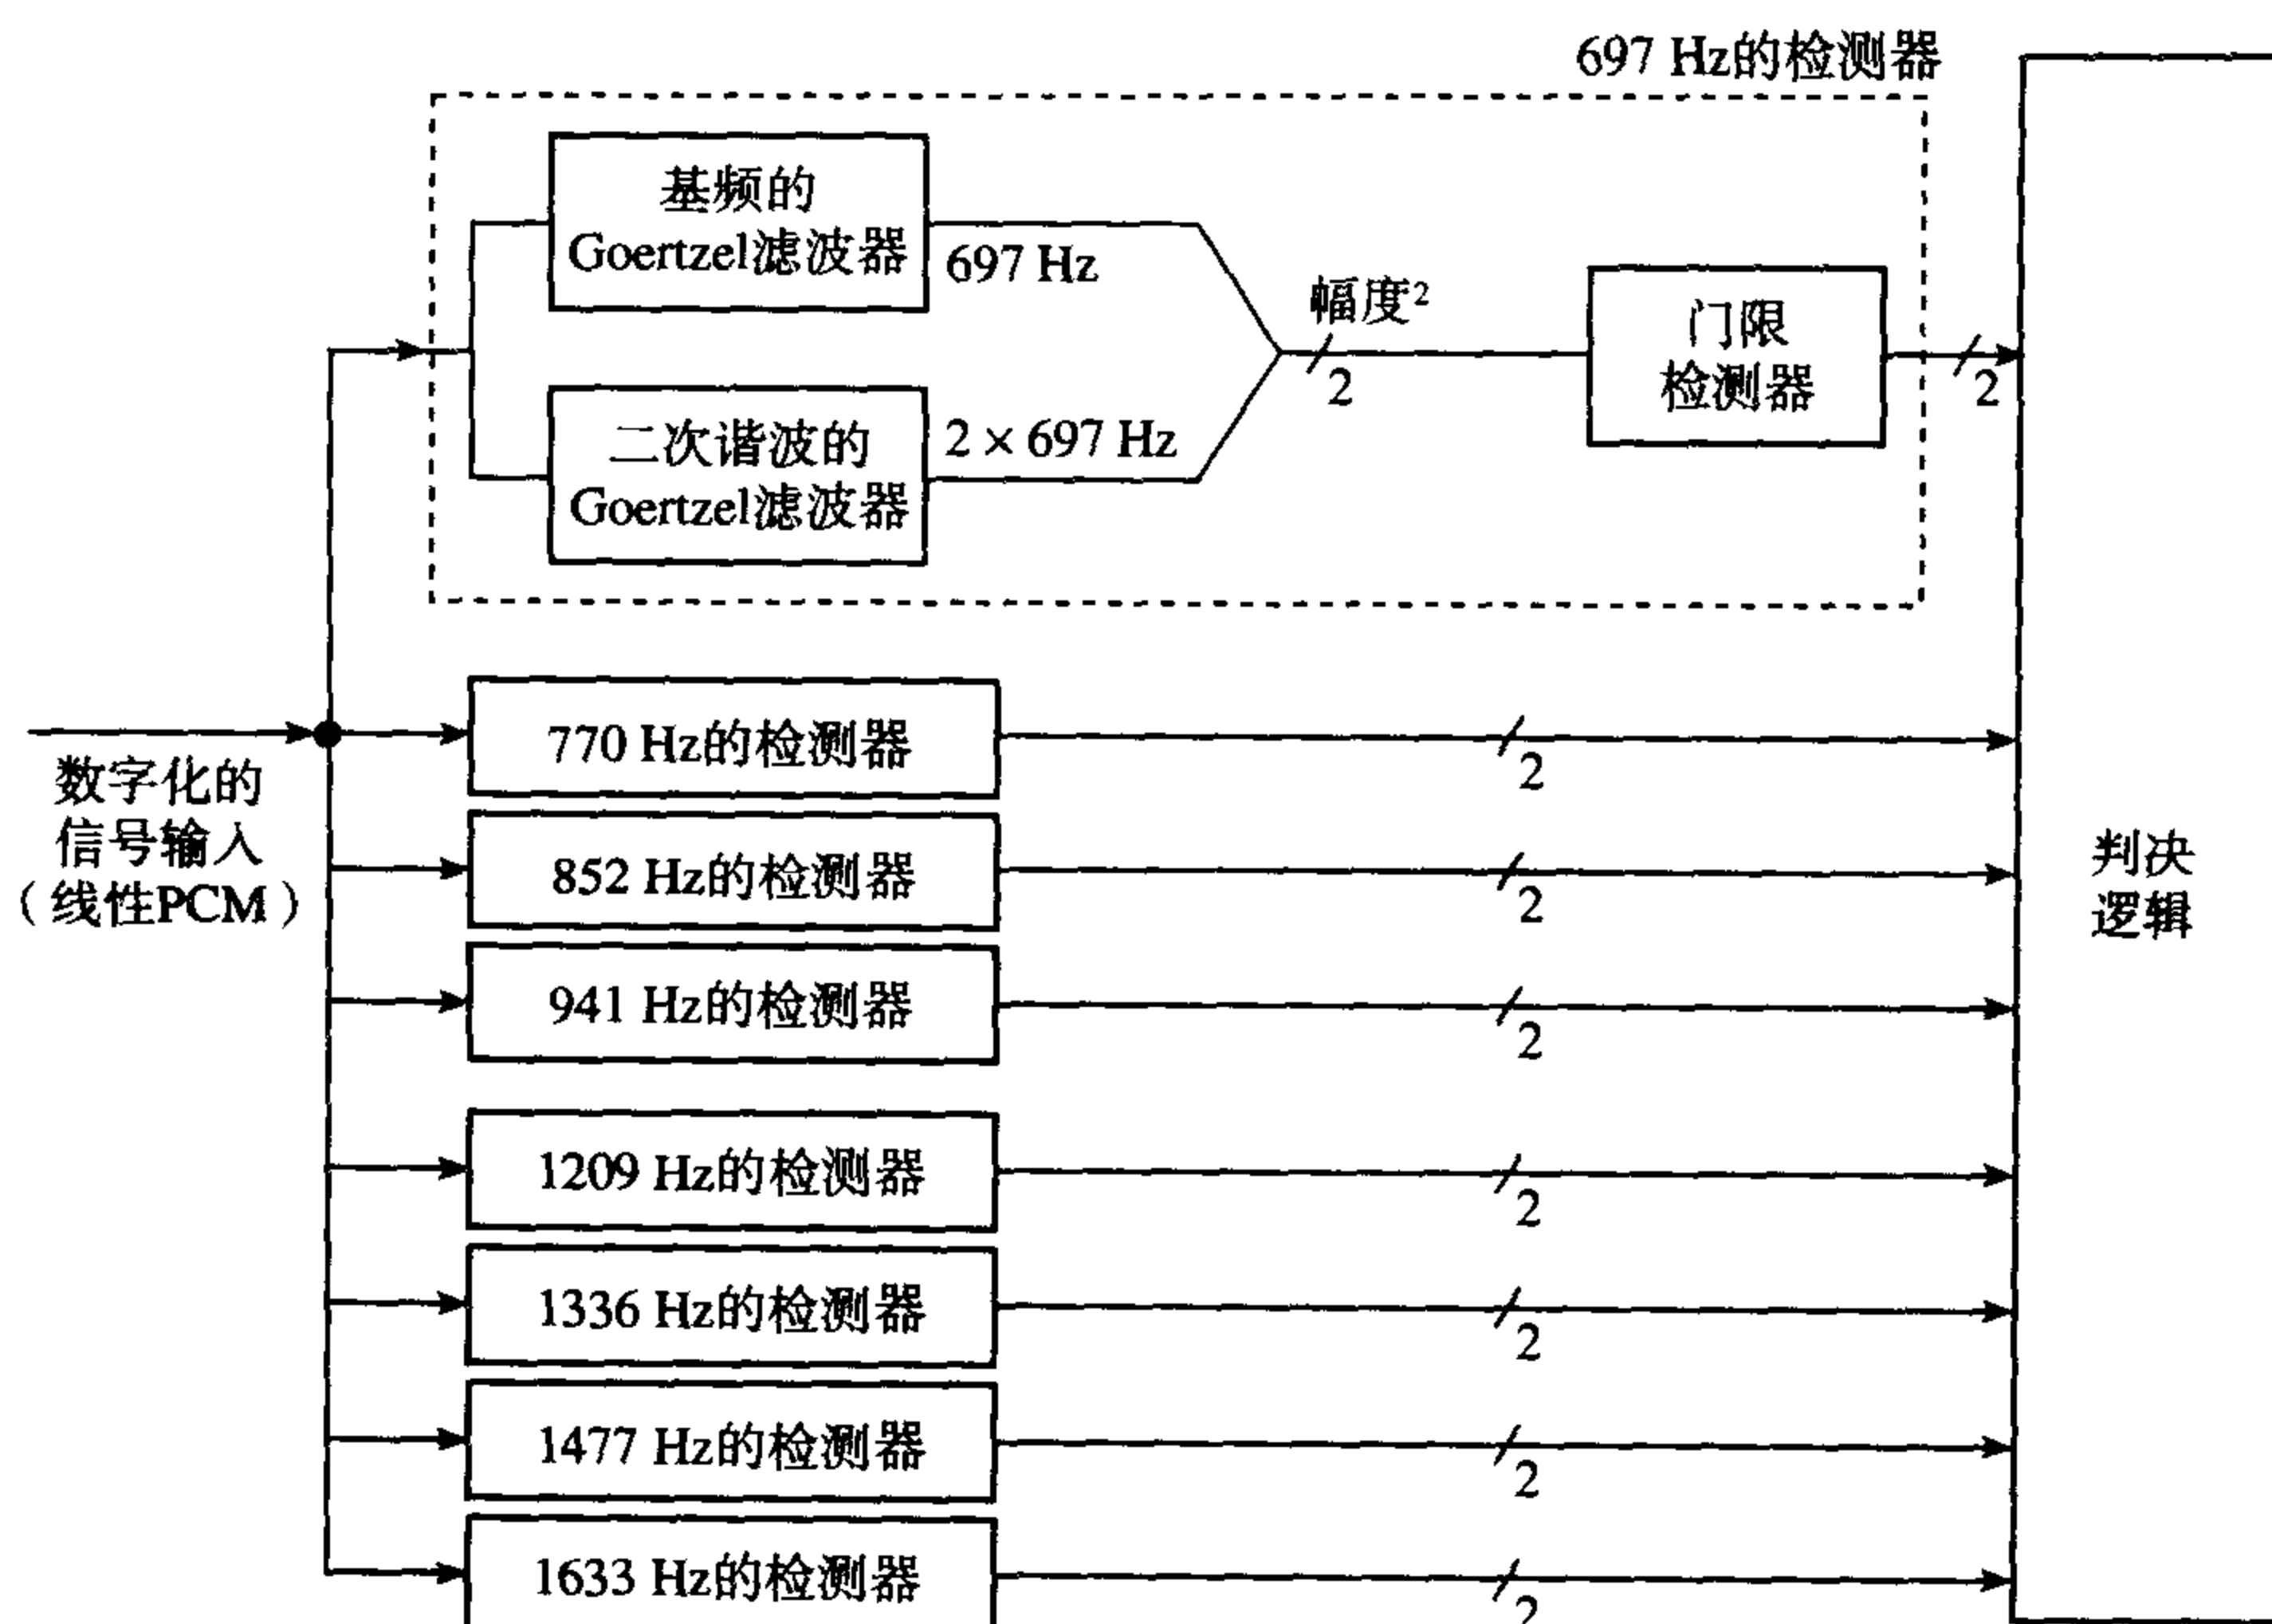 697 Hz的检测器
基频的
Goertzel滤波器
697 Hz
幅度²
2
门限
检测器
2
二次谐波的
Goertzel滤波器
2 × 697 Hz
数字化的
信号输入
（线性PCM）
770 Hz的检测器
2
852 Hz的检测器
2
941 Hz的检测器
2
1209 Hz的检测器
2
1336 Hz的检测器
2
1477 Hz的检测器
2
1633 Hz的检测器
2
判决
逻辑